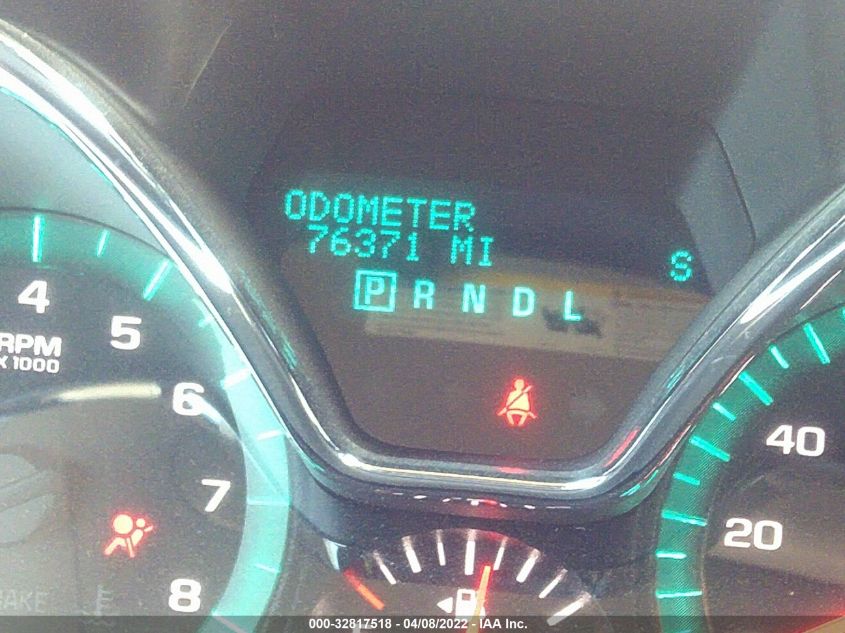 ODOMETER
76371 MI
S
P R N D L
4
5
6
7
8
RPM
X 1000
40
20
000-32817518 - 04/08/2022 - IAA Inc.